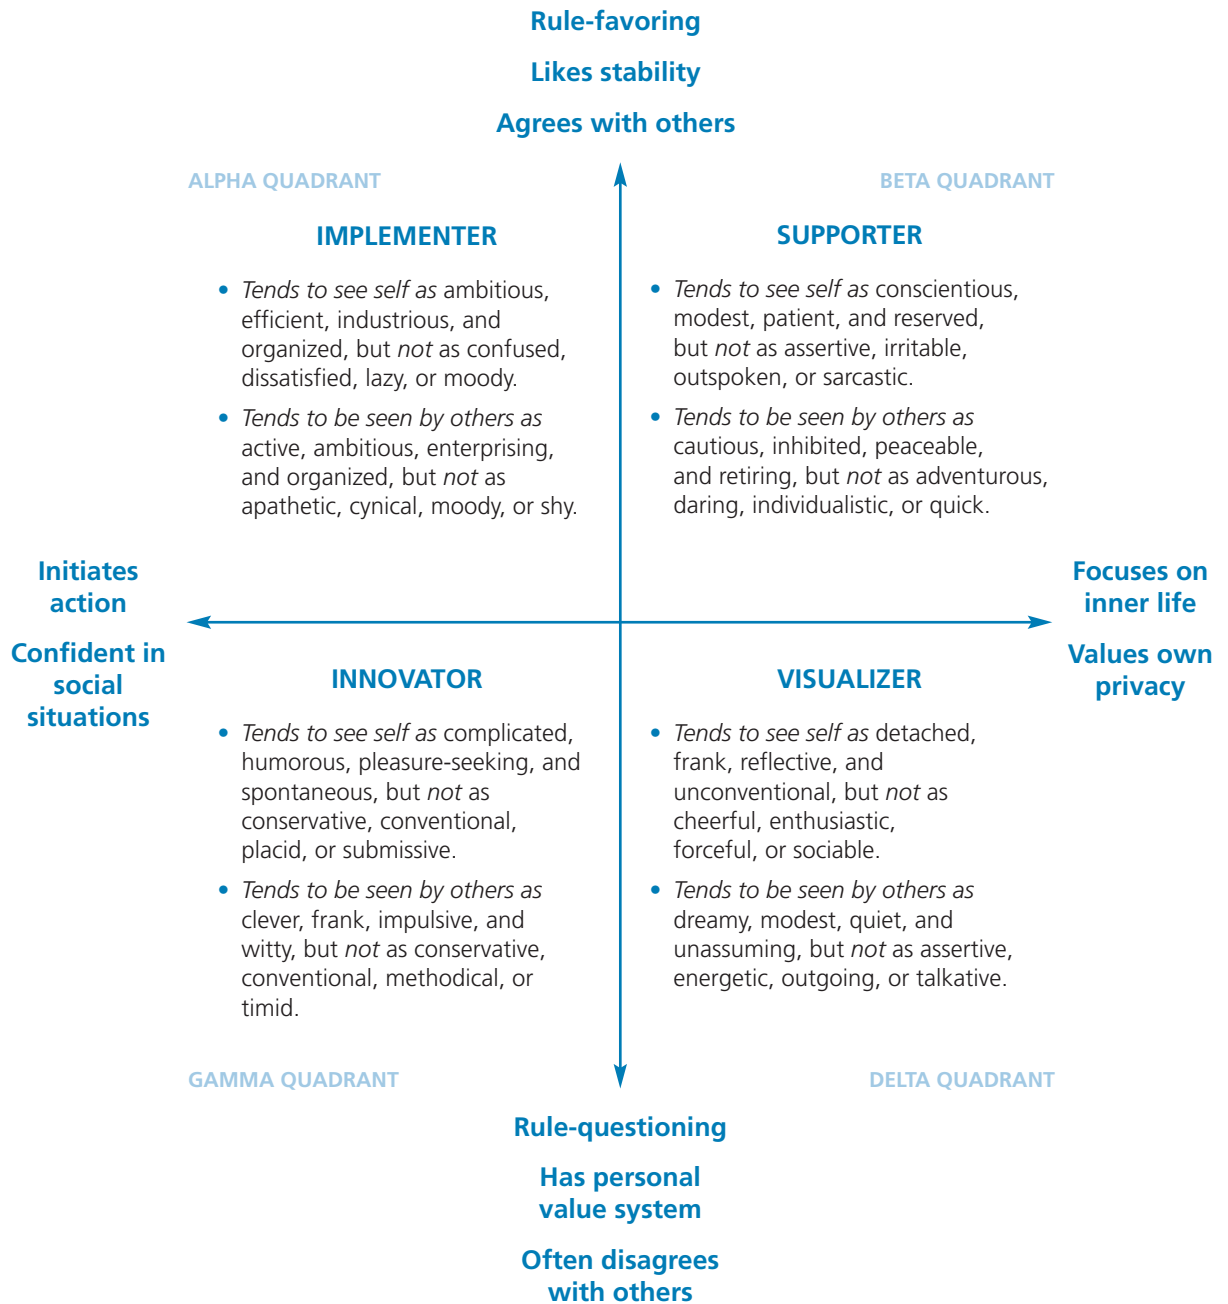 Rule-favoring
Likes stability
Agrees with others
ALPHA QUADRANT
IMPLEMENTER
• Tends to see self as ambitious,
efficient, industrious, and
organized, but not as confused,
dissatisfied, lazy, or moody.
• Tends to be seen by others as
active, ambitious, enterprising,
and organized, but not as
apathetic, cynical, moody, or shy.
BETA QUADRANT
SUPPORTER
• Tends to see self as conscientious,
modest, patient, and reserved,
but not as assertive, irritable,
outspoken, or sarcastic.
• Tends to be seen by others as
cautious, inhibited, peaceable,
and retiring, but not as adventurous,
daring, individualistic, or quick.
Initiates
action
Confident in
social
situations
Focuses on
inner life
Values own
privacy
INNOVATOR
• Tends to see self as complicated,
humorous, pleasure-seeking, and
spontaneous, but not as
conservative, conventional,
placid, or submissive.
• Tends to be seen by others as
clever, frank, impulsive, and
witty, but not as conservative,
conventional, methodical, or
timid.
GAMMA QUADRANT
VISUALIZER
• Tends to see self as detached,
frank, reflective, and
unconventional, but not as
cheerful, enthusiastic,
forceful, or sociable.
• Tends to be seen by others as
dreamy, modest, quiet, and
unassuming, but not as assertive,
energetic, outgoing, or talkative.
DELTA QUADRANT
Rule-questioning
Has personal
value system
Often disagrees
with others